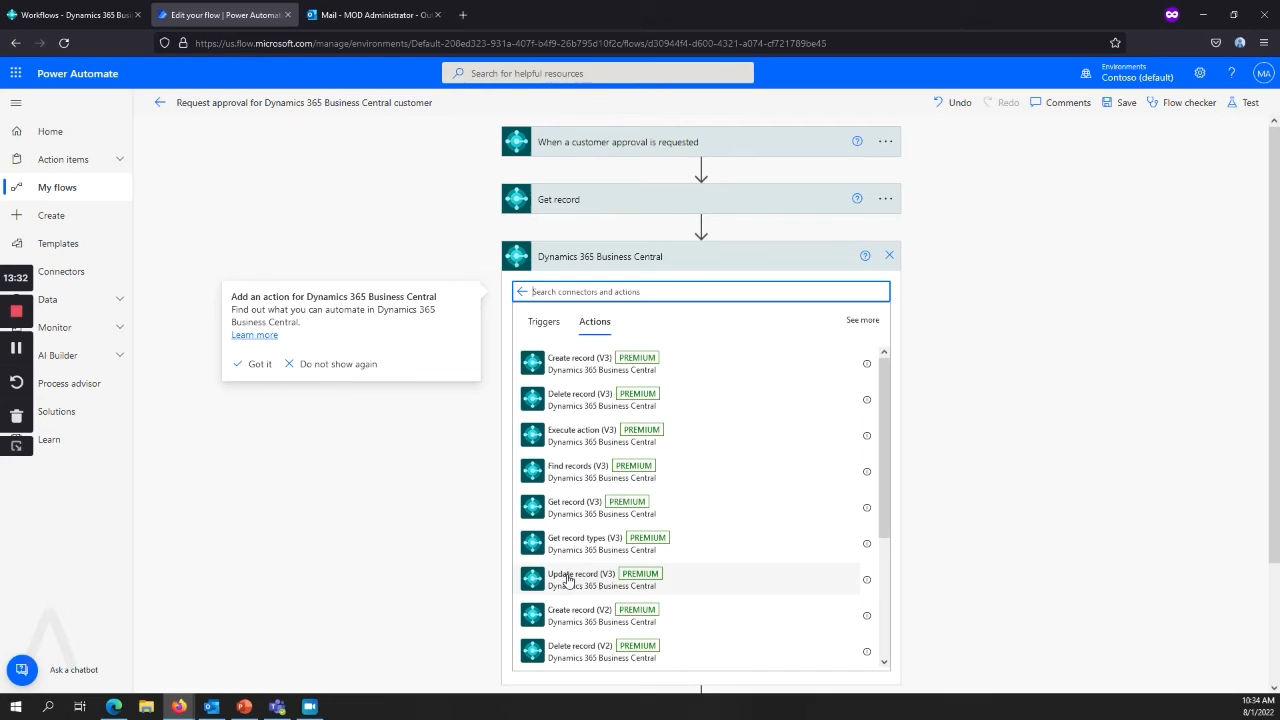 Workflows - Dynamics 365 Busi
Edit your flow | Power Automat
Mail - MOD Administrator - Out
https://us.flow.microsoft.com/manage/environments/Default-208ed323-931a-407f-b4f9-26b795d10f2c/flows/d30944f4-d600-4321-a074-cf721789be45
Power Automate
Search for helpful resources
Environments
Contoso (default)
MA
Request approval for Dynamics 365 Business Central customer
Undo
Redo
Comments
Save
Flow checker
Test
Home
Action items
My flows
Create
Templates
Connectors
Data
Monitor
AI Builder
Process advisor
Solutions
Learn
13:32
Ask a chatbot
When a customer approval is requested
Get record
Dynamics 365 Business Central
Add an action for Dynamics 365 Business Central
Find out what you can automate in Dynamics 365
Business Central.
Learn more
Got it
Do not show again
Search connectors and actions
Triggers
Actions
See more
Create record (V3) PREMIUM
Dynamics 365 Business Central
Delete record (V3) PREMIUM
Dynamics 365 Business Central
Execute action (V3) PREMIUM
Dynamics 365 Business Central
Find records (V3) PREMIUM
Dynamics 365 Business Central
Get record (V3) PREMIUM
Dynamics 365 Business Central
Get record types (V3) PREMIUM
Dynamics 365 Business Central
Update record (V3) PREMIUM
Dynamics 365 Business Central
Create record (V2) PREMIUM
Dynamics 365 Business Central
Delete record (V2) PREMIUM
Dynamics 365 Business Central
10:34 AM
8/1/2022